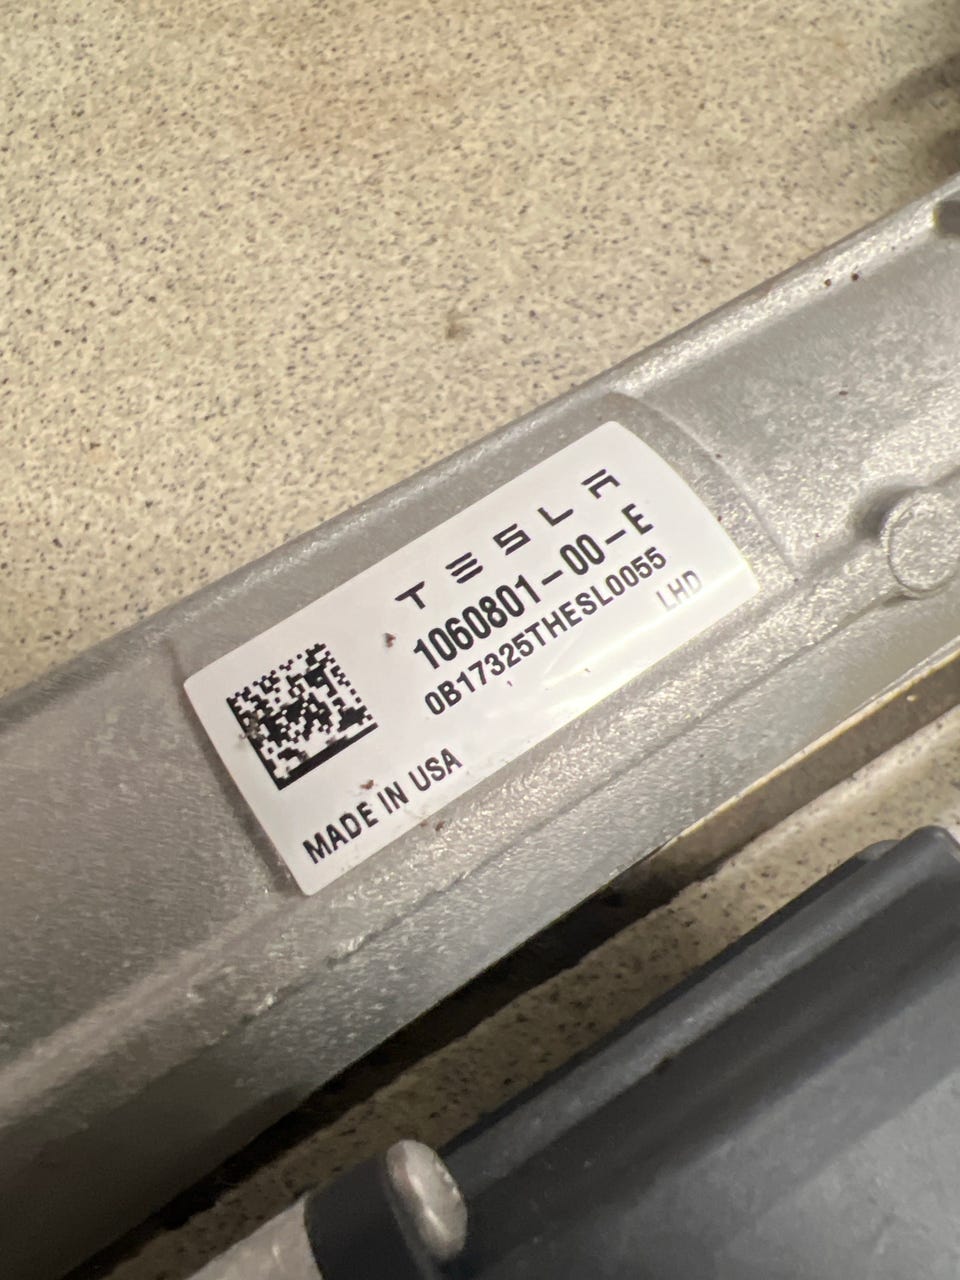 TESLA
1060801-00-E
0B17325THESL0055
LHD
MADE IN USA